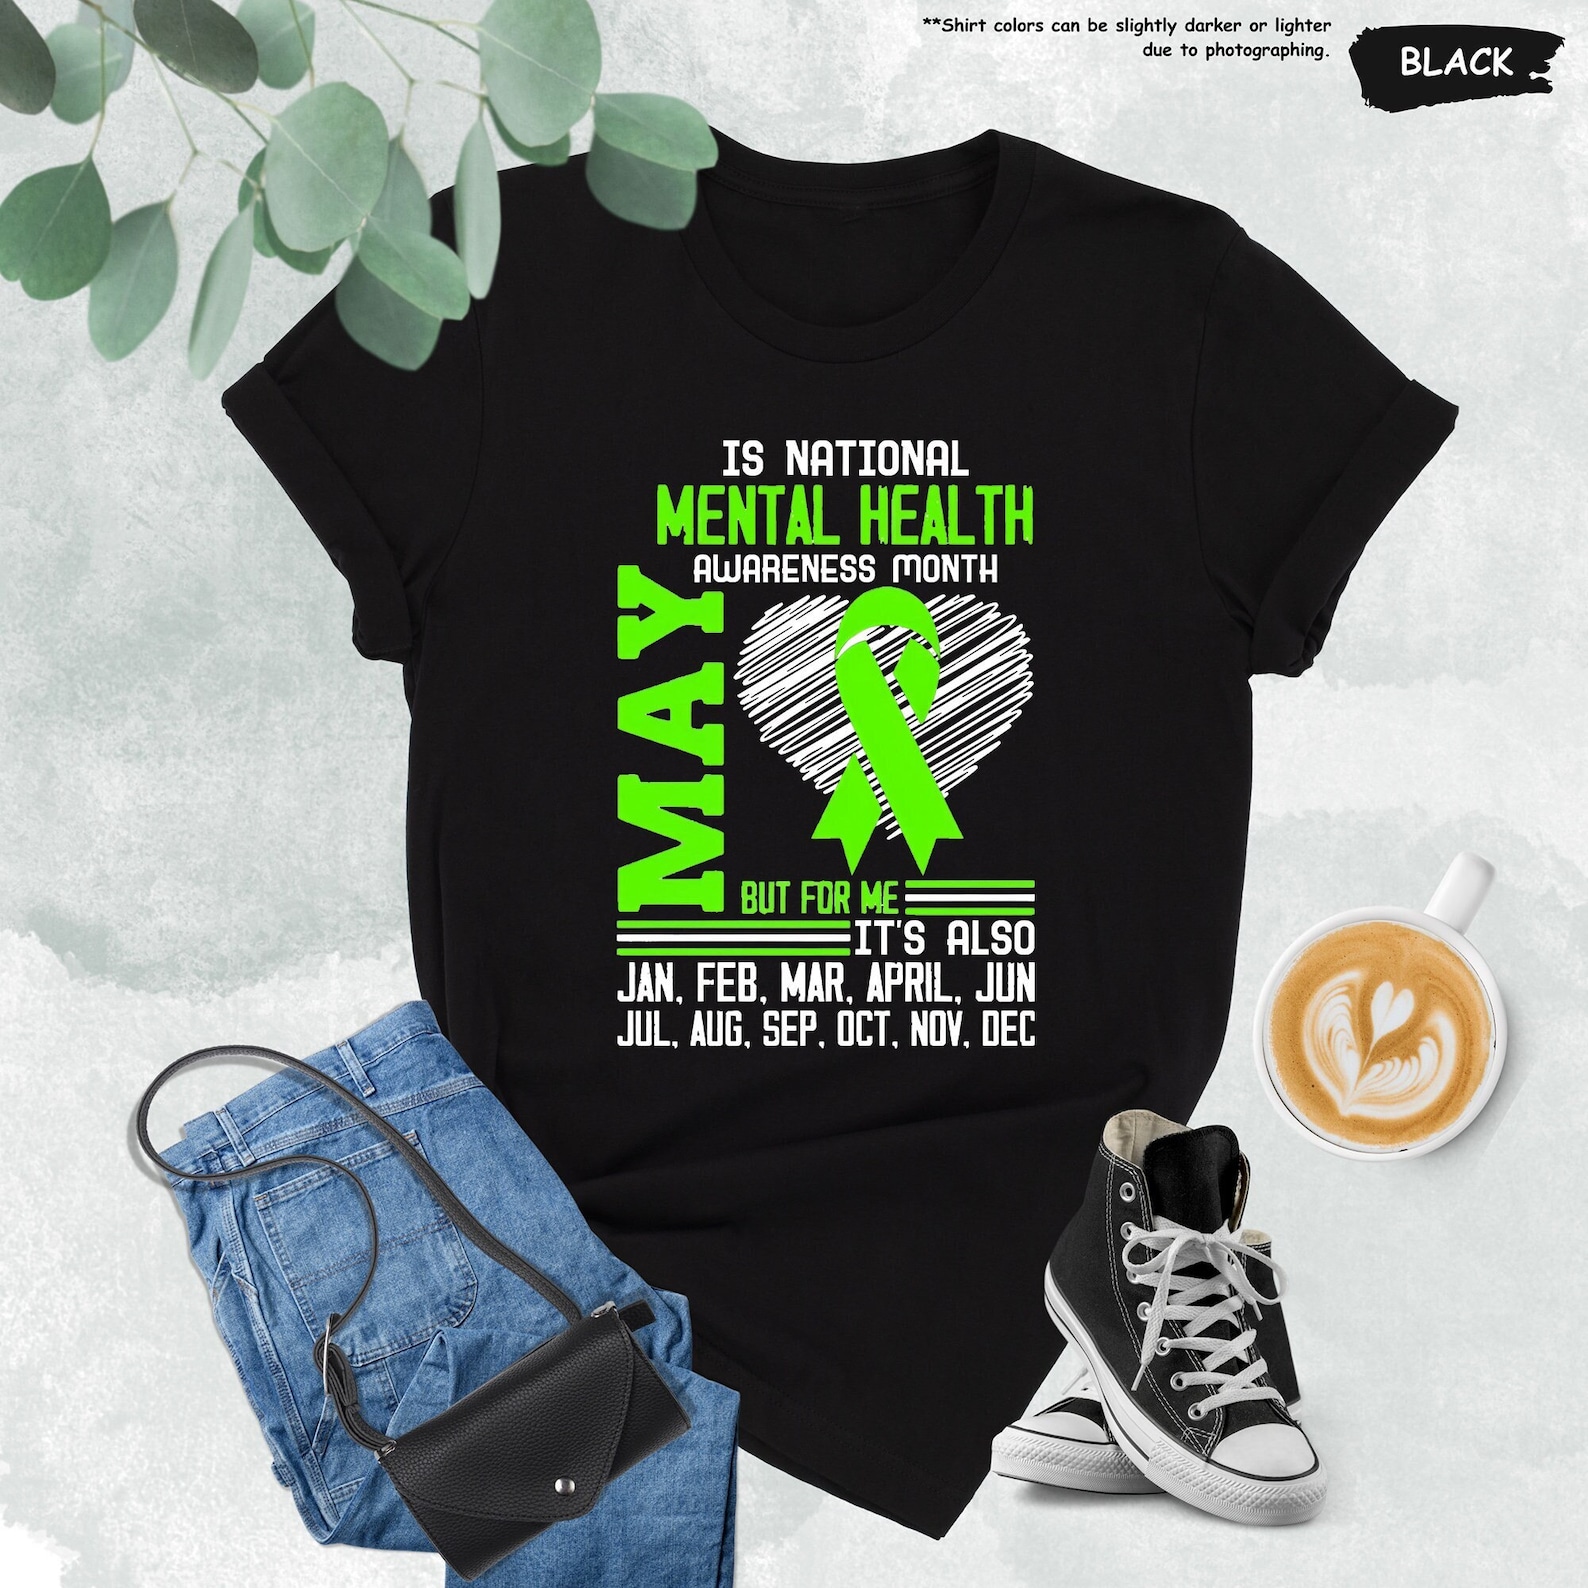 **Shirt colors can be slightly darker or lighter
due to photographing.
BLACK
MAY
IS NATIONAL
MENTAL HEALTH
AWARENESS MONTH
BUT FOR ME
IT'S ALSO
JAN, FEB, MAR, APRIL, JUN
JUL, AUG, SEP, OCT, NOV, DEC